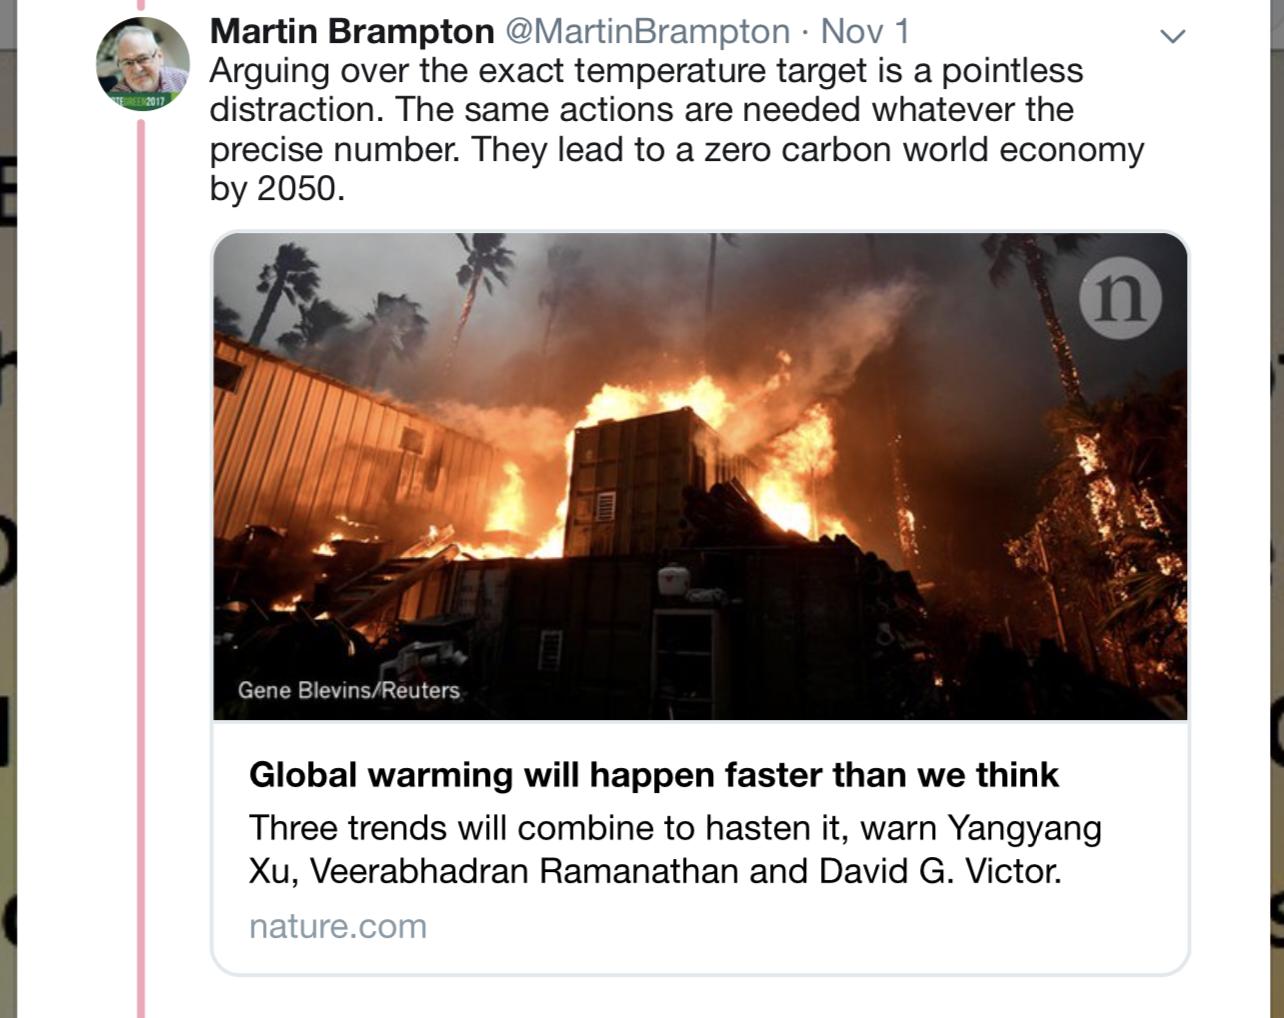 Martin Brampton @MartinBrampton · Nov 1
Arguing over the exact temperature target is a pointless
distraction. The same actions are needed whatever the
precise number. They lead to a zero carbon world economy
by 2050.
n
Gene Blevins/Reuters
Global warming will happen faster than we think
Three trends will combine to hasten it, warn Yangyang
Xu, Veerabhadran Ramanathan and David G. Victor.
nature.com